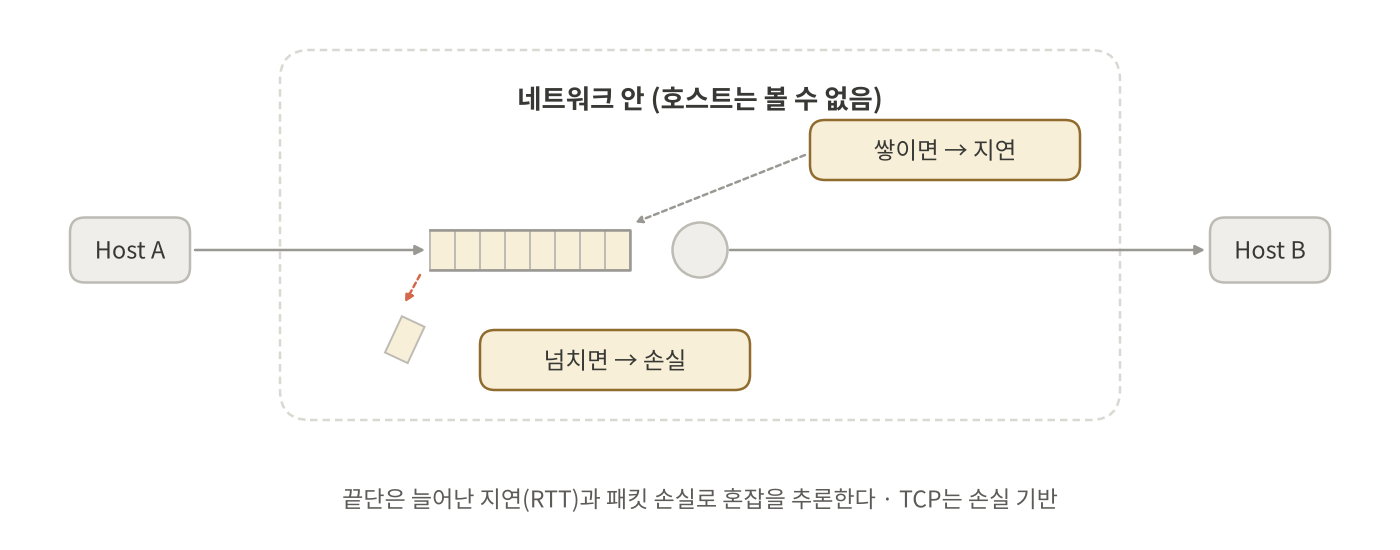 네트워크 안 (호스트는 볼 수 없음)
쌓이면 → 지연
Host A
Host B
넘치면 → 손실
끝단은 늘어난 지연(RTT)과 패킷 손실로 혼잡을 추론한다 · TCP는 손실 기반